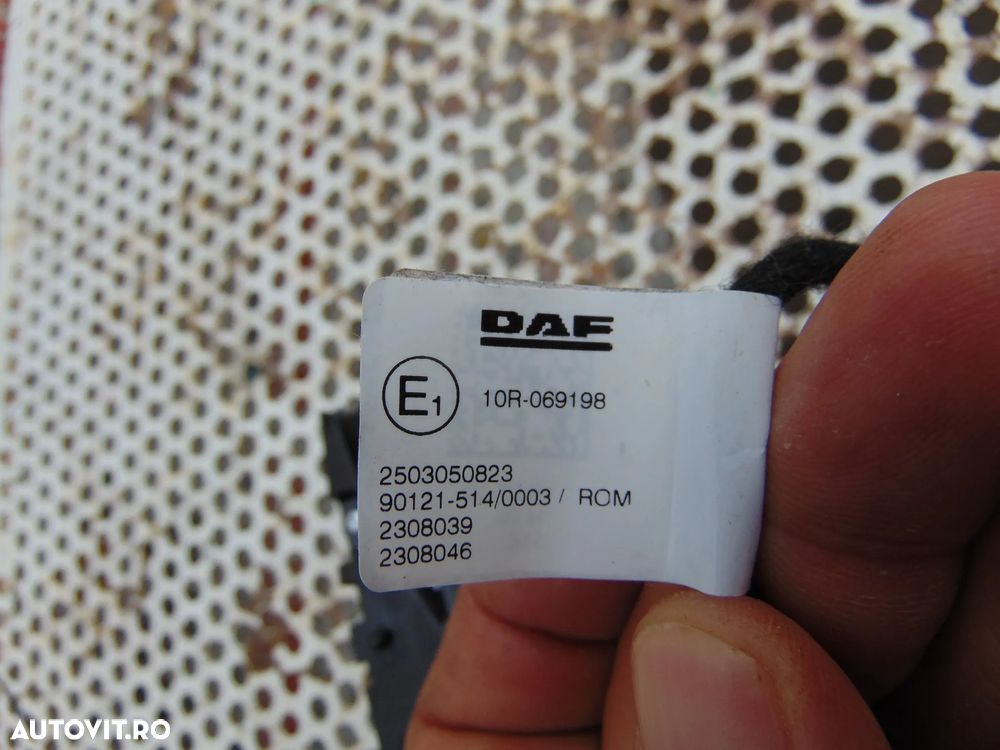 DAF
E1 10R-069198
2503050823
90121-514/0003 / ROM
2308039
2308046
AUTOVIT.RO